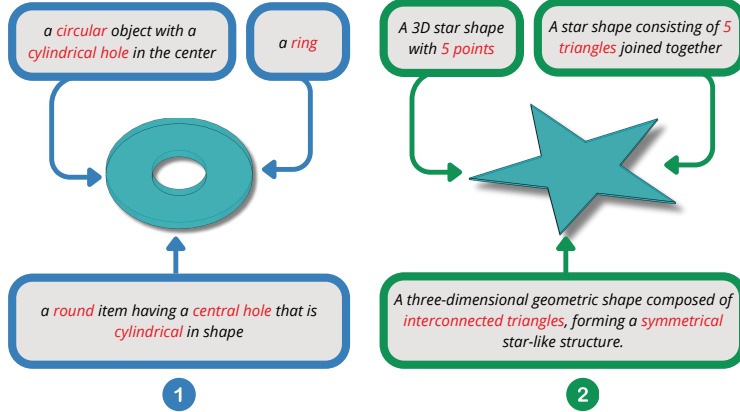 a circular object with a
cylindrical hole in the center
a ring
A 3D star shape
with 5 points
A star shape consisting of 5
triangles joined together
a round item having a central hole that is
cylindrical in shape
A three-dimensional geometric shape composed of
interconnected triangles, forming a symmetrical
star-like structure.
1
2